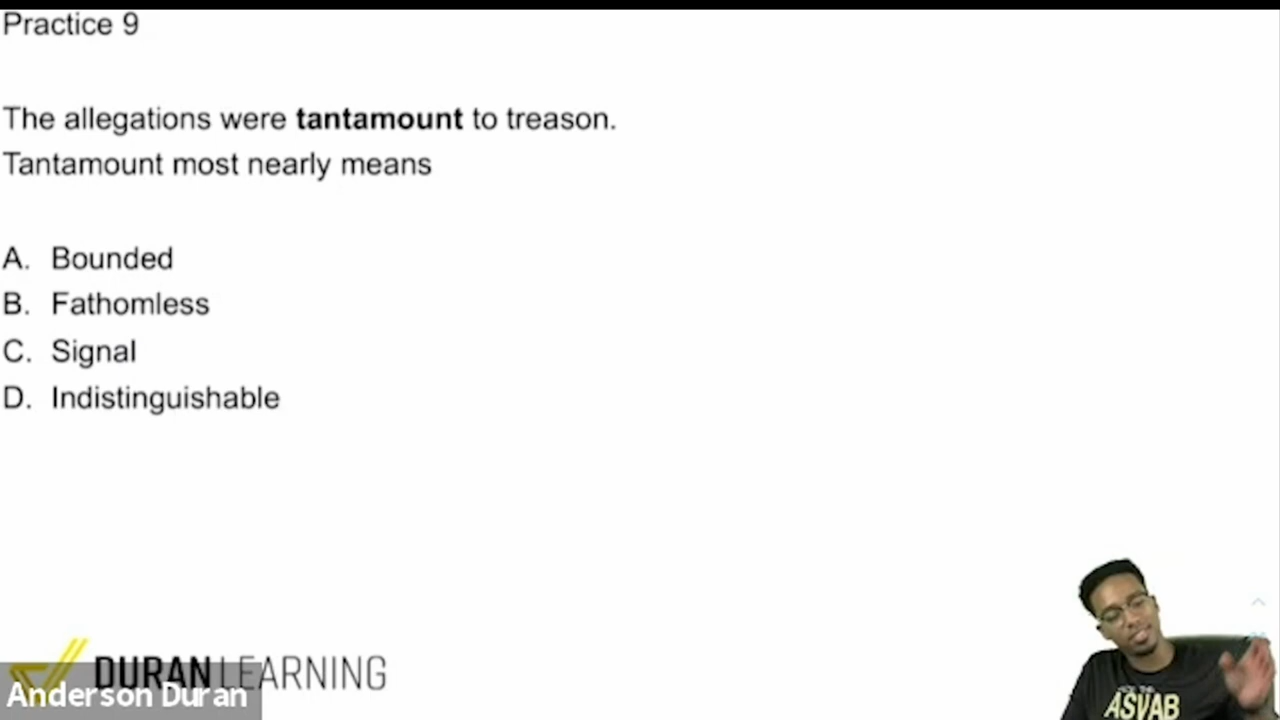 Practice 9
The allegations were tantamount to treason.
Tantamount most nearly means
A. Bounded
B. Fathomless
C. Signal
D. Indistinguishable
DURAN LEARNING
Anderson Duran
ASVAB